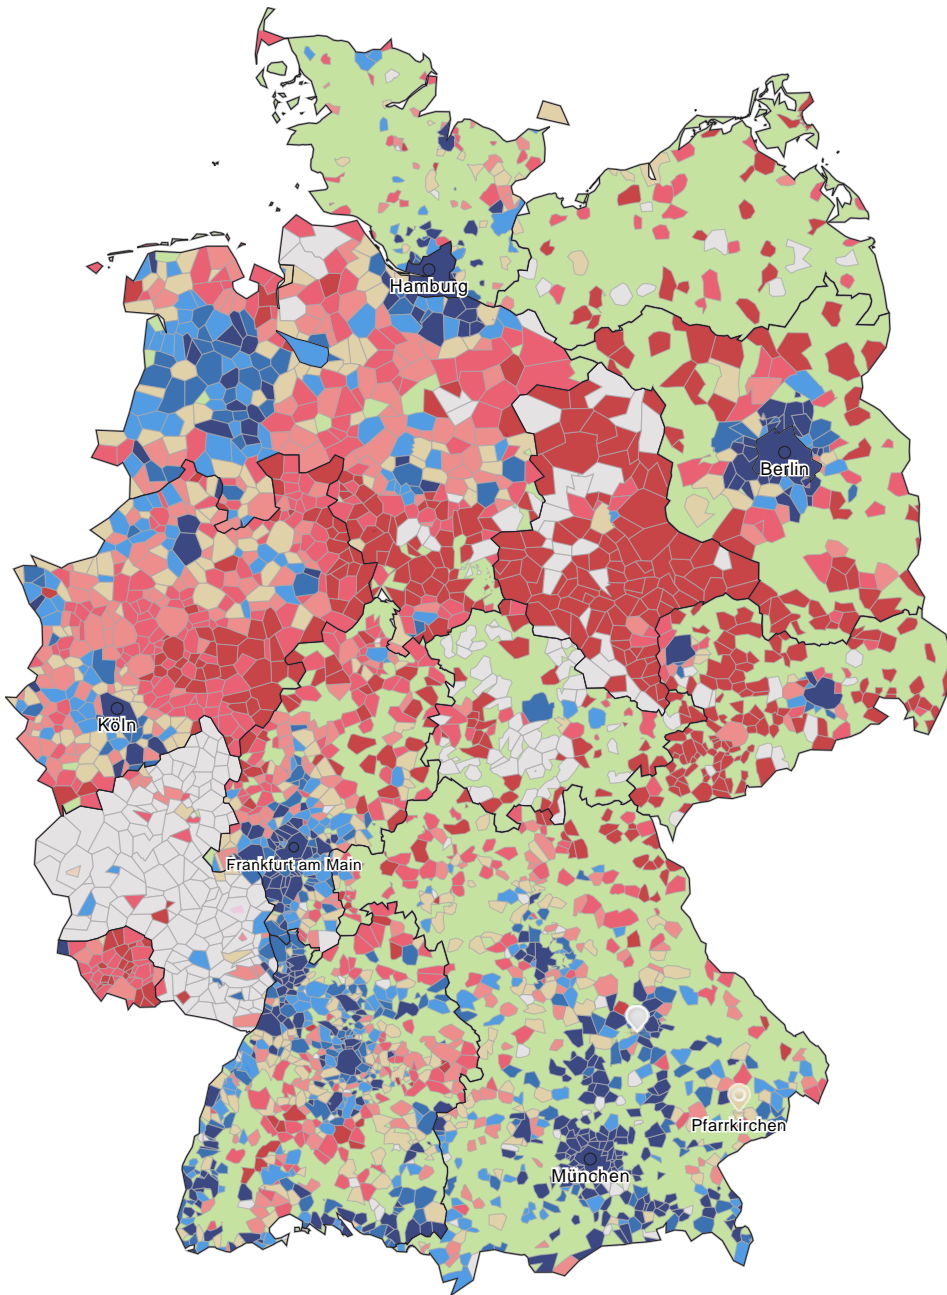 Hamburg
Berlin
Köln
Frankfurt am Main
Pfarrkirchen
München